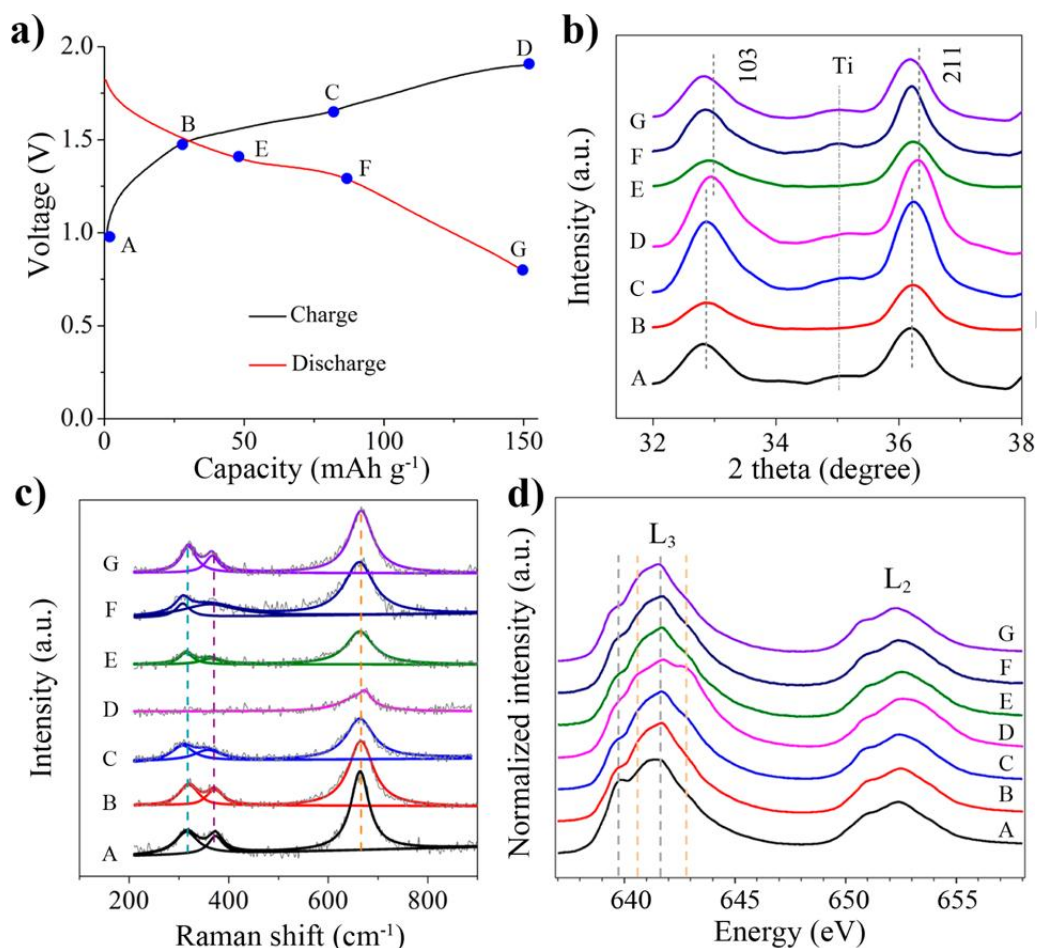 a)
2.0
1.5
1.0
0.5
0.0
Voltage (V)
A
B
C
D
E
F
G
Charge
Discharge
0
50
100
150
Capacity (mAh g⁻¹)
b)
Intensity (a.u.)
103
Ti
211
G
F
E
D
C
B
A
32
34
36
38
2 theta (degree)
c)
Intensity (a.u.)
G
F
E
D
C
B
A
200
400
600
800
Raman shift (cm⁻¹)
d)
Normalized intensity (a.u.)
L₃
L₂
G
F
E
D
C
B
A
640
645
650
655
Energy (eV)